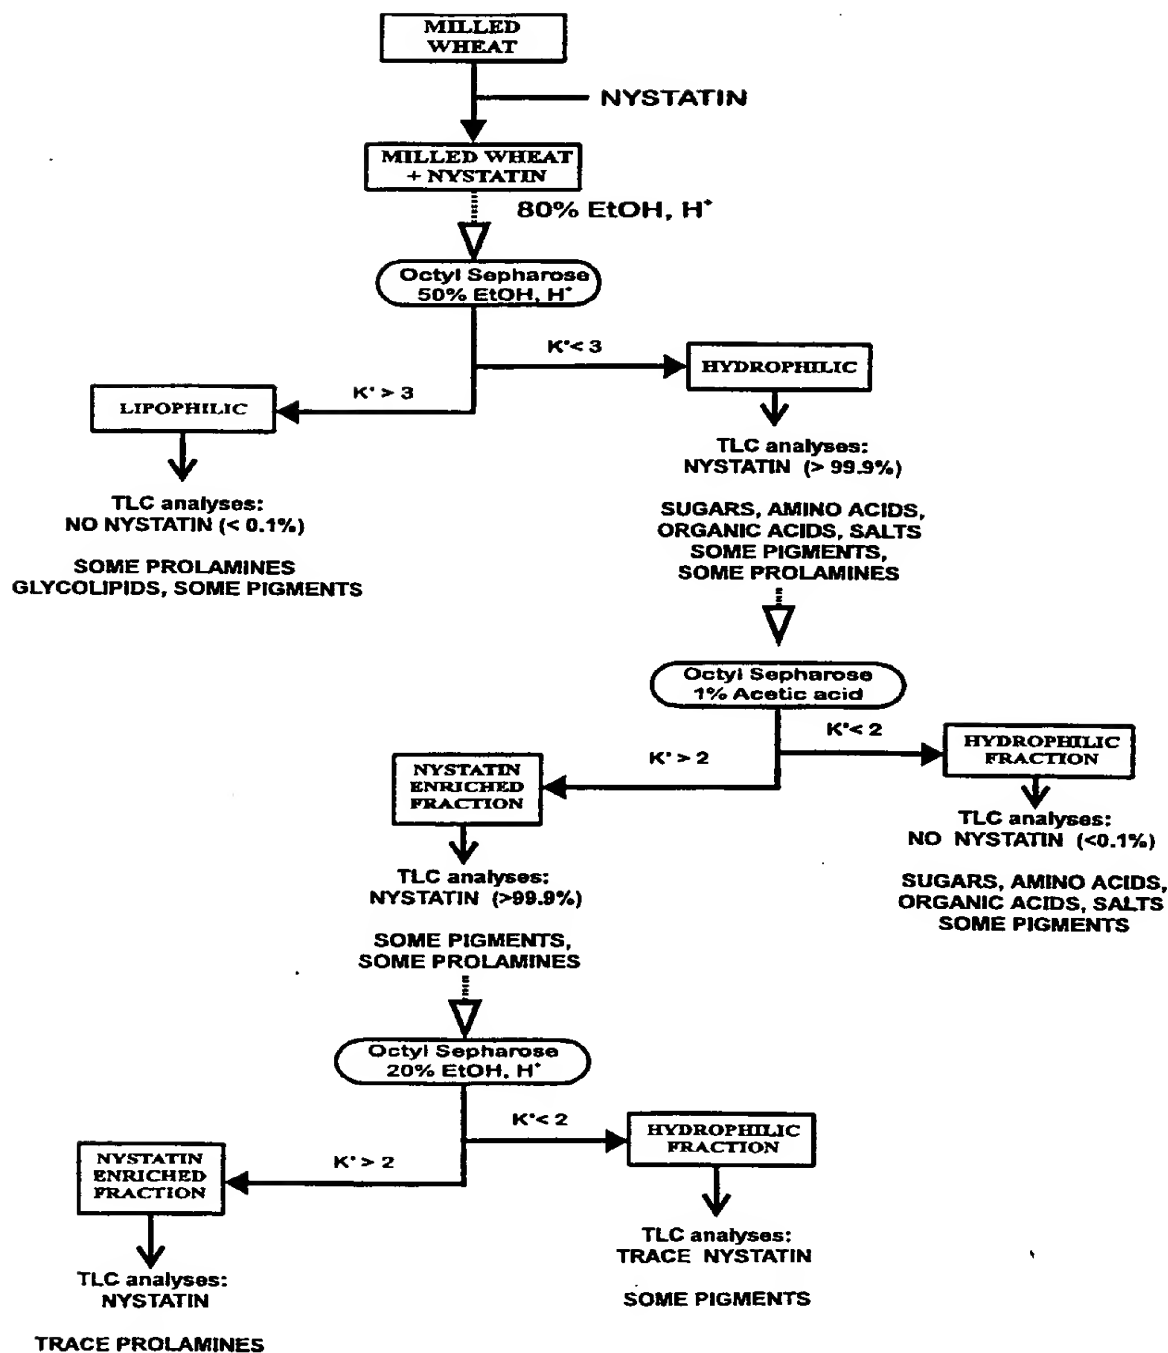 MILLED
WHEAT
NYSTATIN
MILLED WHEAT
+ NYSTATIN
80% EtOH, H+
Octyl Sepharose
50% EtOH, H+
K'< 3
HYDROPHILIC
K' > 3
LIPOPHILIC
TLC analyses:
NYSTATIN (> 99.9%)
SUGARS, AMINO ACIDS,
ORGANIC ACIDS, SALTS
SOME PIGMENTS,
SOME PROLAMINES
TLC analyses:
NO NYSTATIN (< 0.1%)
SOME PROLAMINES
GLYCOLIPIDS, SOME PIGMENTS
Octyl Sepharose
1% Acetic acid
K'< 2
HYDROPHILIC
FRACTION
K' > 2
NYSTATIN
ENRICHED
FRACTION
TLC analyses:
NO NYSTATIN (<0.1%)
SUGARS, AMINO ACIDS,
ORGANIC ACIDS, SALTS
SOME PIGMENTS
TLC analyses:
NYSTATIN (>99.9%)
SOME PIGMENTS,
SOME PROLAMINES
Octyl Sepharose
20% EtOH, H+
K'< 2
HYDROPHILIC
FRACTION
K' > 2
NYSTATIN
ENRICHED
FRACTION
TLC analyses:
TRACE NYSTATIN
SOME PIGMENTS
TLC analyses:
NYSTATIN
TRACE PROLAMINES